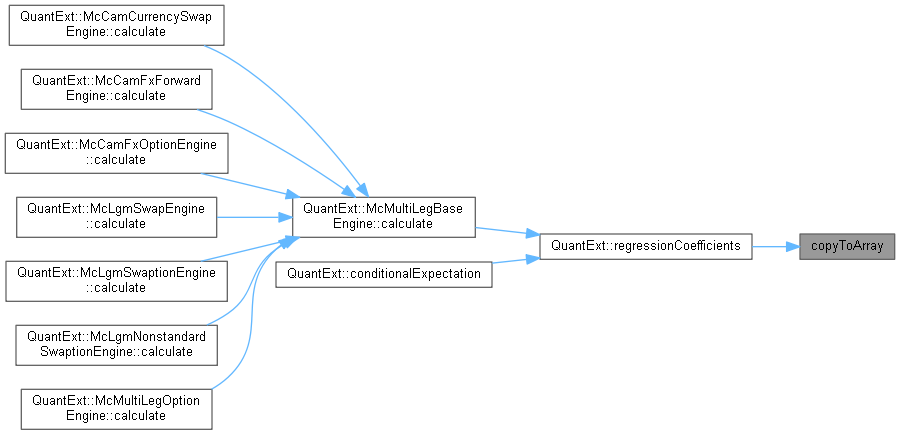 QuantExt::McCamCurrencySwap
Engine::calculate
QuantExt::McCamFxForward
Engine::calculate
QuantExt::McCamFxOptionEngine
::calculate
QuantExt::McLgmSwapEngine
::calculate
QuantExt::McLgmSwaptionEngine
::calculate
QuantExt::McLgmNonstandard
SwaptionEngine::calculate
QuantExt::McMultiLegOption
Engine::calculate
QuantExt::McMultiLegBase
Engine::calculate
QuantExt::conditionalExpectation
QuantExt::regressionCoefficients
copyToArray